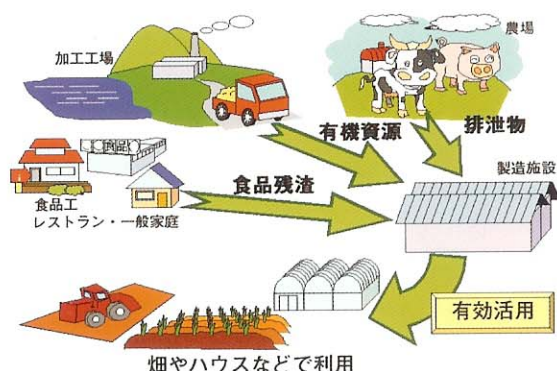 加工工場
農場
有機資源
排泄物
製造施設
食品
食品残渣
食品工
レストラン・一般家庭
有効活用
畑やハウスなどで利用